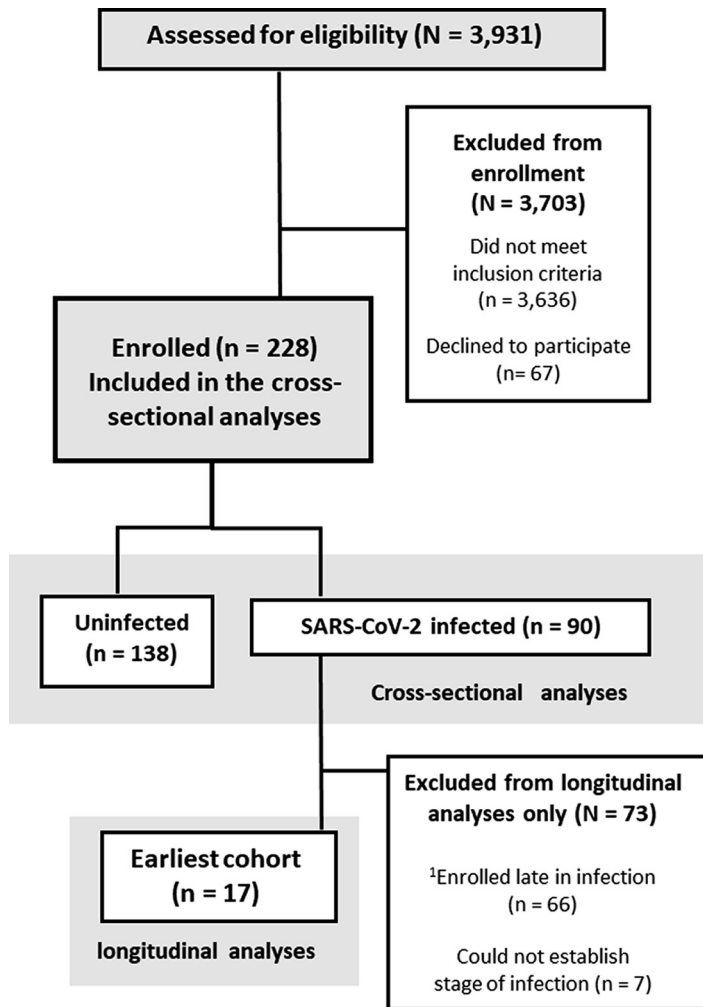 Assessed for eligibility (N = 3,931)
Excluded from
enrollment
(N = 3,703)
Did not meet
inclusion criteria
(n = 3,636)
Declined to participate
(n= 67)
Enrolled (n = 228)
Included in the cross-
sectional analyses
Uninfected
(n = 138)
SARS-CoV-2 infected (n = 90)
Cross-sectional analyses
Excluded from longitudinal
analyses only (N = 73)
¹Enrolled late in infection
(n = 66)
Could not establish
stage of infection (n = 7)
Earliest cohort
(n = 17)
longitudinal analyses